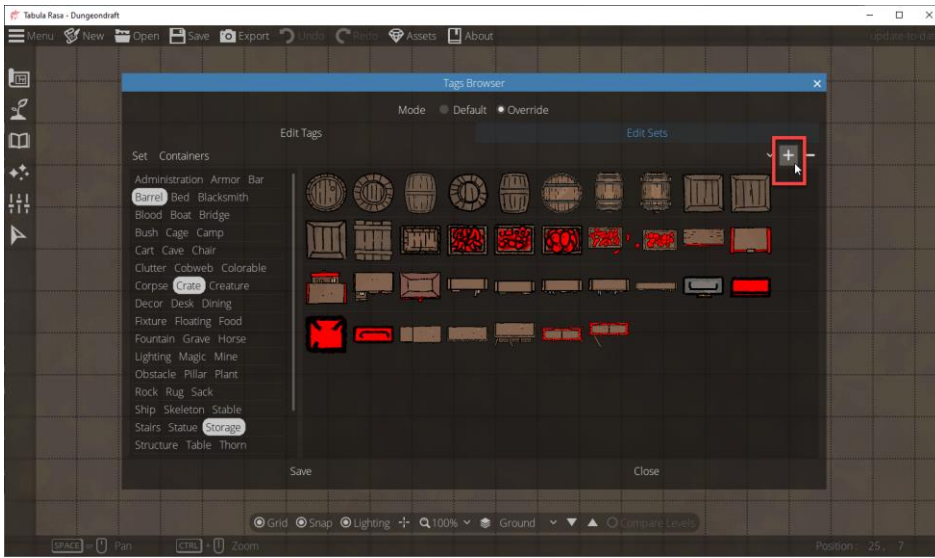 Tabula Rasa - Dungeondraft
Menu New Open Save Export Undo Redo Assets About update-to-dat
Tags Browser
Mode Default Override
Edit Tags Edit Sets
Set Containers
Administration Armor Bar
Barrel Bed Blacksmith
Blood Boat Bridge
Bush Cage Camp
Cart Cave Chair
Clutter Cobweb Colorable
Corpse Crate Creature
Decor Desk Dining
Fixture Floating Food
Fountain Grave Horse
Lighting Magic Mine
Obstacle Pillar Plant
Rock Rug Sack
Ship Skeleton Stable
Stairs Statue Storage
Structure Table Thorn
Save Close
Grid Snap Lighting 100% Ground Compare Levels
SPACE = Pan CTRL + Zoom Position: 25, 7